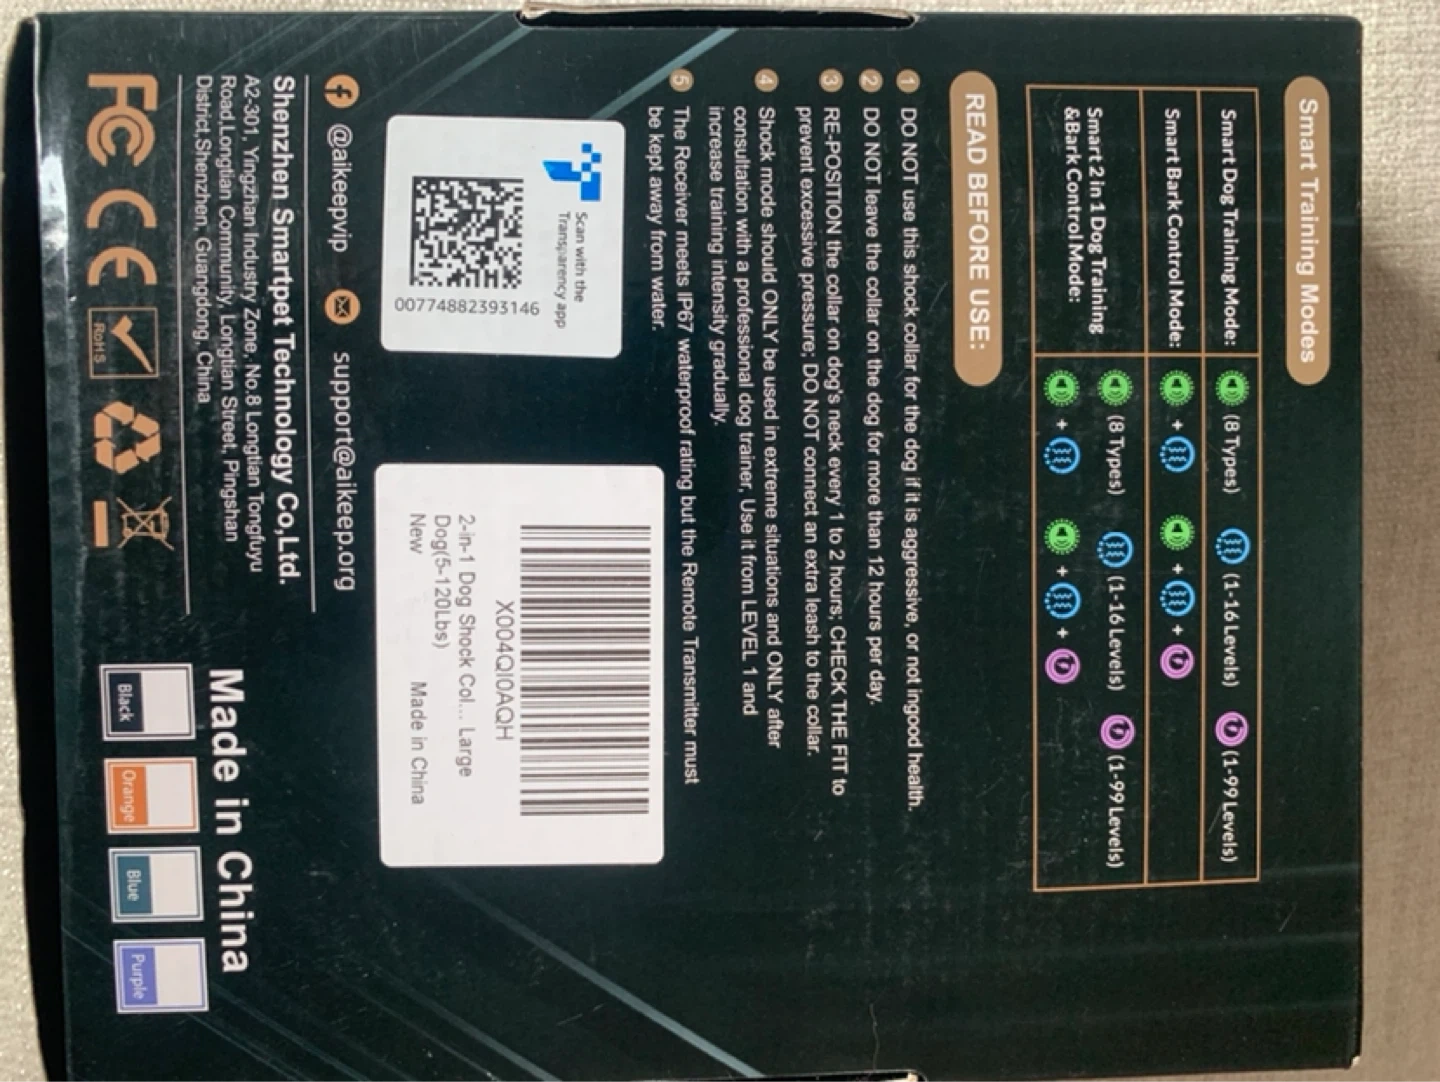 Smart Training Modes
Smart Dog Training Mode: (8 Types) (1-16 Levels) (1-99 Levels)
Smart Bark Control Mode: + + +
Smart 2 in 1 Dog Training
&Bark Control Mode:
(8 Types) (1-16 Levels) (1-99 Levels)
+ + +
READ BEFORE USE:
1 DO NOT use this shock collar for the dog if it is aggressive, or not ingood health.
2 DO NOT leave the collar on the dog for more than 12 hours per day.
3 RE-POSITION the collar on dog's neck every 1 to 2 hours; CHECK THE FIT to
prevent excessive pressure; DO NOT connect an extra leash to the collar.
4 Shock mode should ONLY be used in extreme situations and ONLY after
consultation with a professional dog trainer, Use it from LEVEL 1 and
increase training intensity gradually.
5 The Receiver meets IP67 waterproof rating but the Remote Transmitter must
be kept away from water.
Scan with the
Transparency app
00774882393146
X004QI0AQH
2-in-1 Dog Shock Col... Large
Dog(5-120Lbs)
New Made in China
@aikeepvip support@aikeep.org
Shenzhen Smartpet Technology Co,Ltd.
A2-301, Yingzhan Industry Zone, No.8 Longtian Tongfuyu
Road,Longtian Community, Longtian Street, Pingshan
District,Shenzhen, Guangdong, China
FC CE RoHS
Made in China
Black
Orange
Blue
Purple